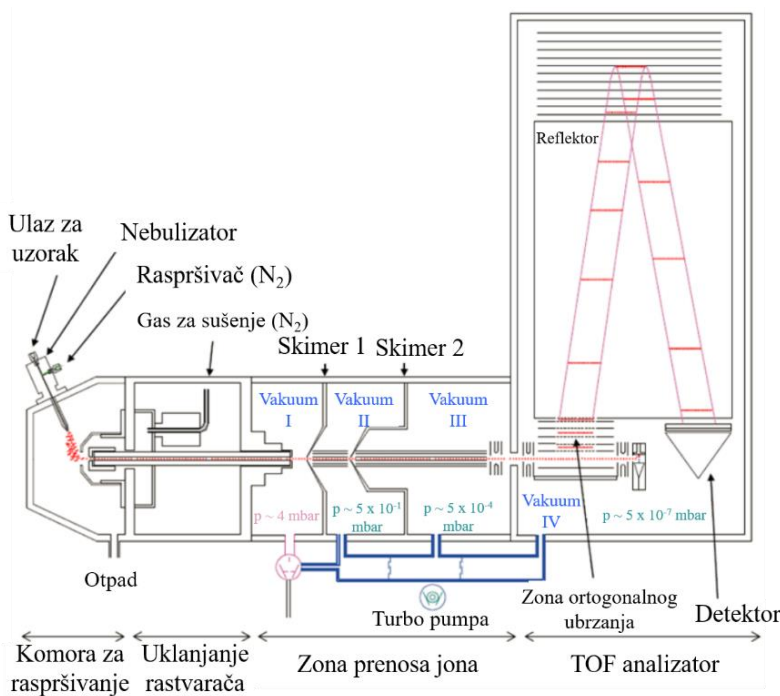 Reflektor
Ulaz za
uzorak
Nebulizator
Raspršivač (N₂)
Gas za sušenje (N₂)
Skimer 1
Skimer 2
Vakuum
I
Vakuum
II
Vakuum
III
p ~ 4 mbar
p ~ 5 x 10⁻¹
mbar
p ~ 5 x 10⁻⁴
mbar
Vakuum
IV
p ~ 5 x 10⁻⁷ mbar
Otpad
Turbo pumpa
Zona ortogonalnog
ubrzanja
Detektor
Komora za
raspršivanje
Uklanjanje
rastvarača
Zona prenosa jona
TOF analizator